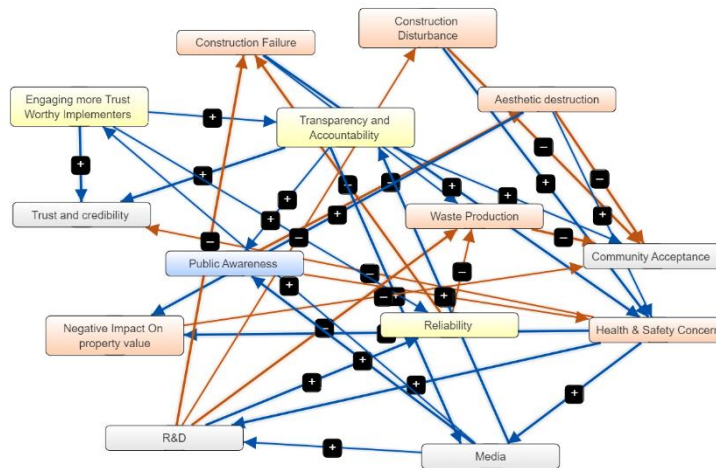 Construction
Disturbance
Construction Failure
Engaging more Trust
Worthy Implementers
Aesthetic destruction
Transparency and
Accountability
Trust and credibility
Waste Production
Community Acceptance
Public Awareness
Negative Impact On
property value
Reliability
Health & Safety Concern
R&D
Media